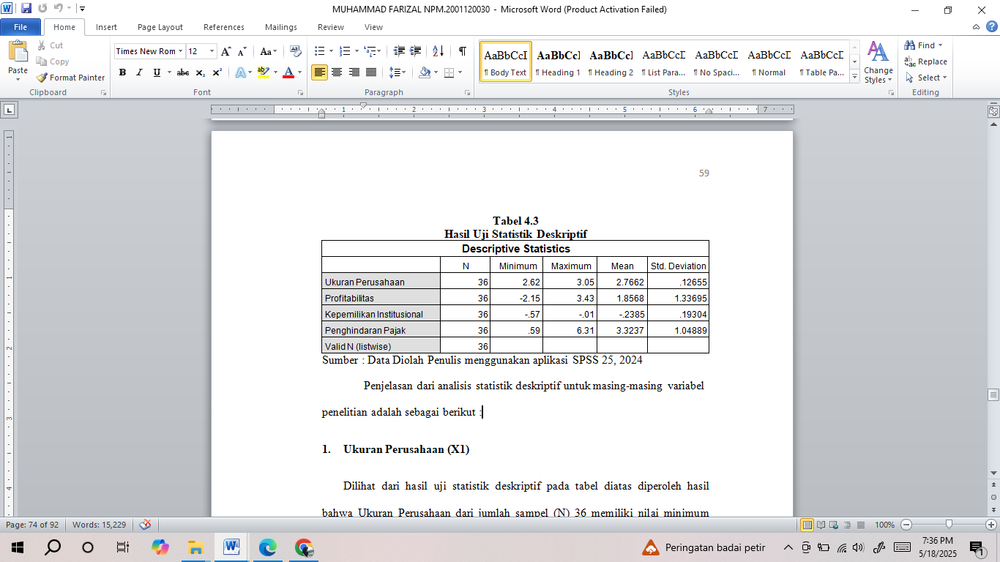 MUHAMMAD FARIZAL NPM.2001120030 - Microsoft Word (Product Activation Failed)
File Home Insert Page Layout References Mailings Review View
Paste
Cut
Copy
Format Painter
Clipboard
Times New Rom 12
Font
Paragraph
AaBbCcI AaBbCcI AaBbCcI AaBbCcI AaBbCcI AaBbCcI AaBbCcI
¶ Body Text ¶ Heading 1 ¶ Heading 2 ¶ List Para... ¶ No Spaci... ¶ Normal ¶ Table Pa...
Change Styles
Styles
Find
Replace
Select
Editing
59
Tabel 4.3
Hasil Uji Statistik Deskriptif
Descriptive Statistics
N Minimum Maximum Mean Std. Deviation
Ukuran Perusahaan 36 2.62 3.05 2.7662 .12655
Profitabilitas 36 -2.15 3.43 1.8568 1.33695
Kepemilikan Institusional 36 -.57 -.01 -.2385 .19304
Penghindaran Pajak 36 .59 6.31 3.3237 1.04889
Valid N (listwise) 36
Sumber : Data Diolah Penulis menggunakan aplikasi SPSS 25, 2024
Penjelasan dari analisis statistik deskriptif untuk masing-masing variabel
penelitian adalah sebagai berikut :
1. Ukuran Perusahaan (X1)
Dilihat dari hasil uji statistik deskriptif pada tabel diatas diperoleh hasil
bahwa Ukuran Perusahaan dari jumlah sampel (N) 36 memiliki nilai minimum
Page: 74 of 92 Words: 15,229 100%
Peringatan badai petir
7:36 PM
5/18/2025